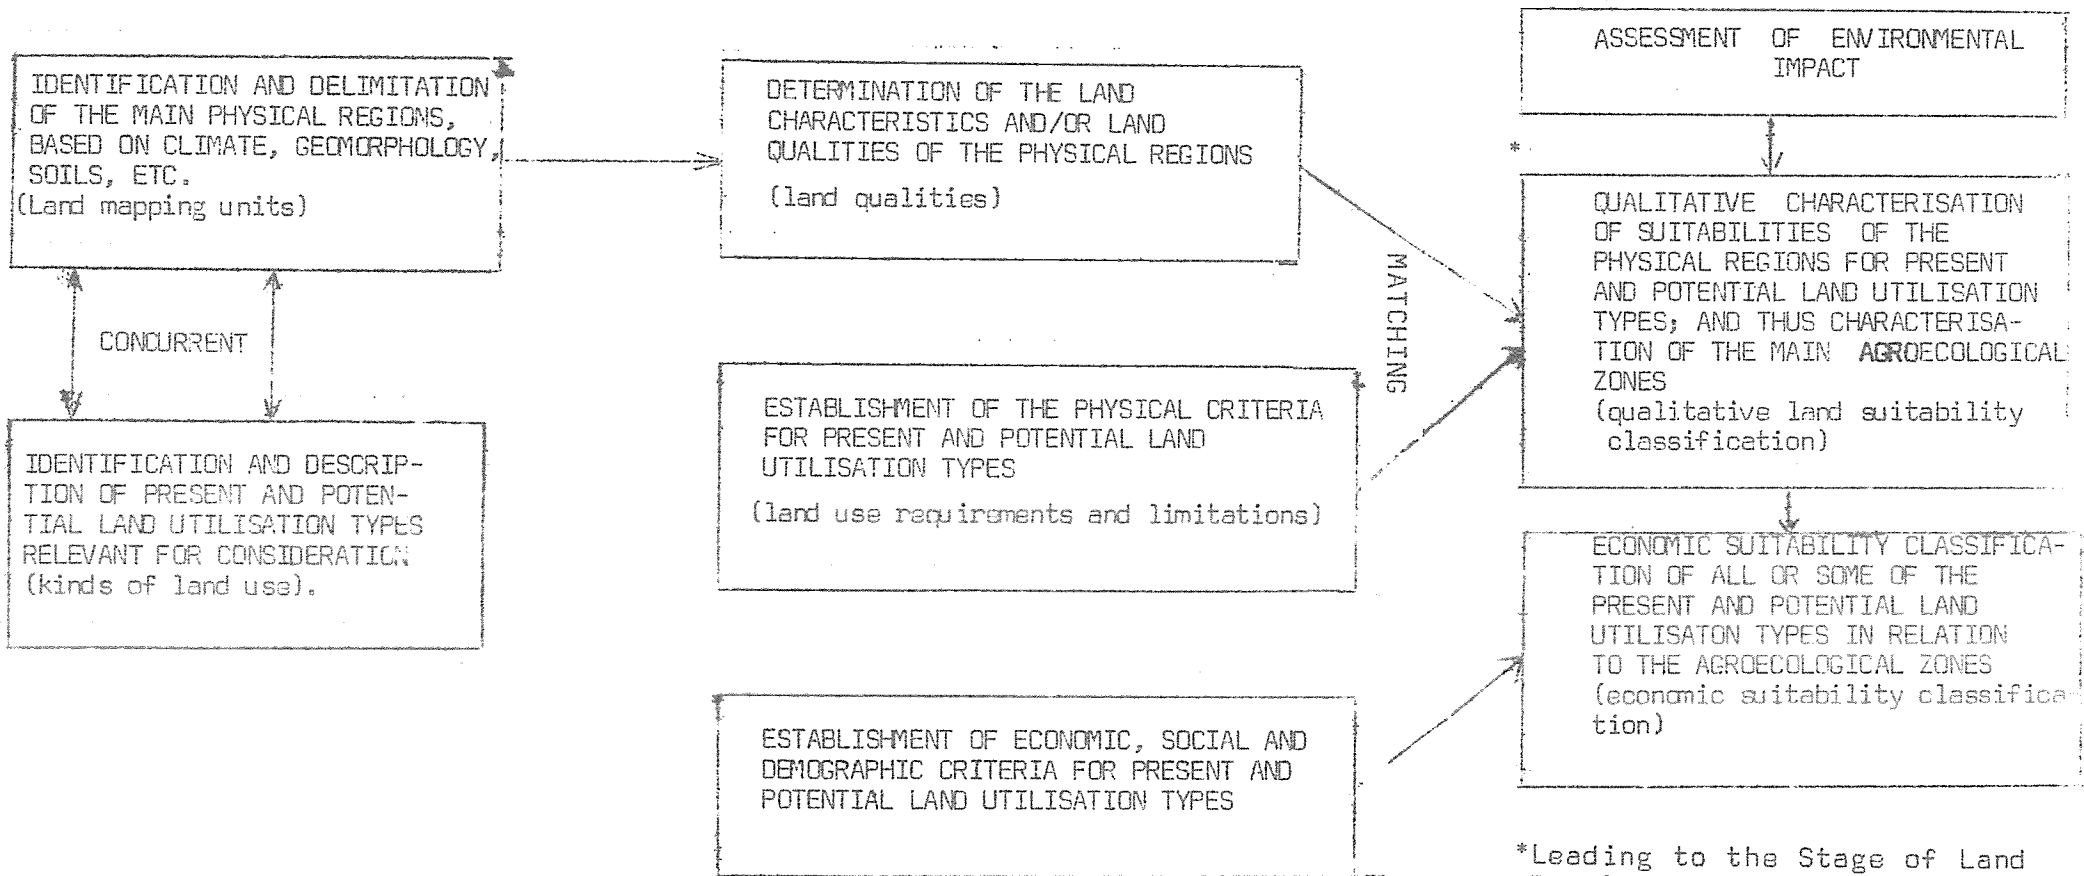 IDENTIFICATION AND DELIMITATION
OF THE MAIN PHYSICAL REGIONS,
BASED ON CLIMATE, GEOMORPHOLOGY,
SOILS, ETC.
(Land mapping units)
CONCURRENT
IDENTIFICATION AND DESCRIP-
TION OF PRESENT AND POTEN-
TIAL LAND UTILISATION TYPES
RELEVANT FOR CONSIDERATION
(kinds of land use).
DETERMINATION OF THE LAND
CHARACTERISTICS AND/OR LAND
QUALITIES OF THE PHYSICAL REGIONS
(land qualities)
ESTABLISHMENT OF THE PHYSICAL CRITERIA
FOR PRESENT AND POTENTIAL LAND
UTILISATION TYPES
(land use requirements and limitations)
ESTABLISHMENT OF ECONOMIC, SOCIAL AND
DEMOGRAPHIC CRITERIA FOR PRESENT AND
POTENTIAL LAND UTILISATION TYPES
MATCHING
ASSESSMENT OF ENVIRONMENTAL
IMPACT
*
QUALITATIVE CHARACTERISATION
OF SUITABILITIES OF THE
PHYSICAL REGIONS FOR PRESENT
AND POTENTIAL LAND UTILISATION
TYPES; AND THUS CHARACTERISA-
TION OF THE MAIN AGROECOLOGICAL
ZONES
(qualitative land suitability
classification)
ECONOMIC SUITABILITY CLASSIFICA-
TION OF ALL OR SOME OF THE
PRESENT AND POTENTIAL LAND
UTILISATON TYPES IN RELATION
TO THE AGROECOLOGICAL ZONES
(economic suitability classifica-
tion)
*Leading to the Stage of Land